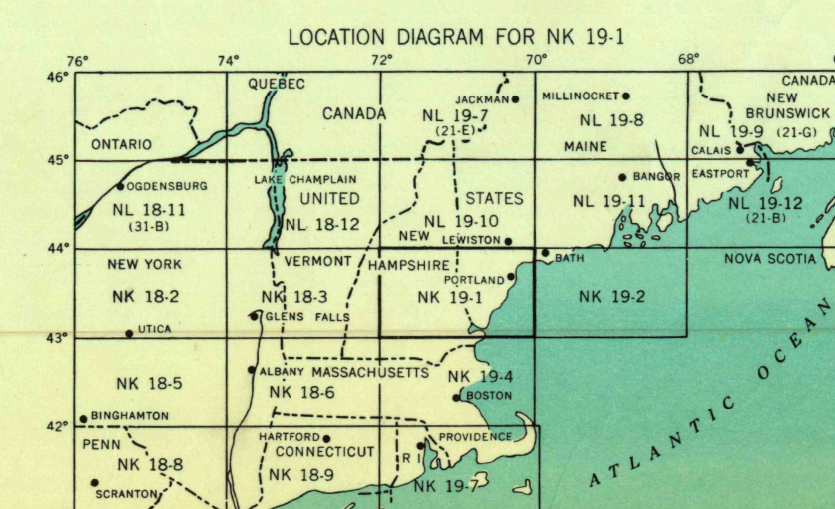 LOCATION DIAGRAM FOR NK 19-1
76° 74° 72° 70° 68°
46°
QUEBEC
CANADA
JACKMAN
MILLINOCKET
CANADA
NEW
BRUNSWICK
CANADA
NL 19-7
(21-E)
NL 19-8
NL 19-9 (21-G)
ONTARIO
MAINE
CALAIS
45°
EASTPORT
OGDENSBURG
LAKE CHAMPLAIN
UNITED STATES
BANGOR
NL 18-11
(31-B)
NL 18-12
NL 19-10
NL 19-11
NL 19-12
(21-B)
NEW
LEWISTON
44°
NEW YORK
VERMONT
HAMPSHIRE
BATH
NOVA SCOTIA
PORTLAND
NK 18-2
NK 18-3
NK 19-1
NK 19-2
GLENS FALLS
UTICA
43°
ATLANTIC OCEAN
ALBANY
MASSACHUSETTS
NK 18-5
NK 18-6
NK 19-4
BOSTON
BINGHAMTON
42°
PENN
HARTFORD
CONNECTICUT
R I
PROVIDENCE
NK 18-8
NK 18-9
NK 19-7
SCRANTON